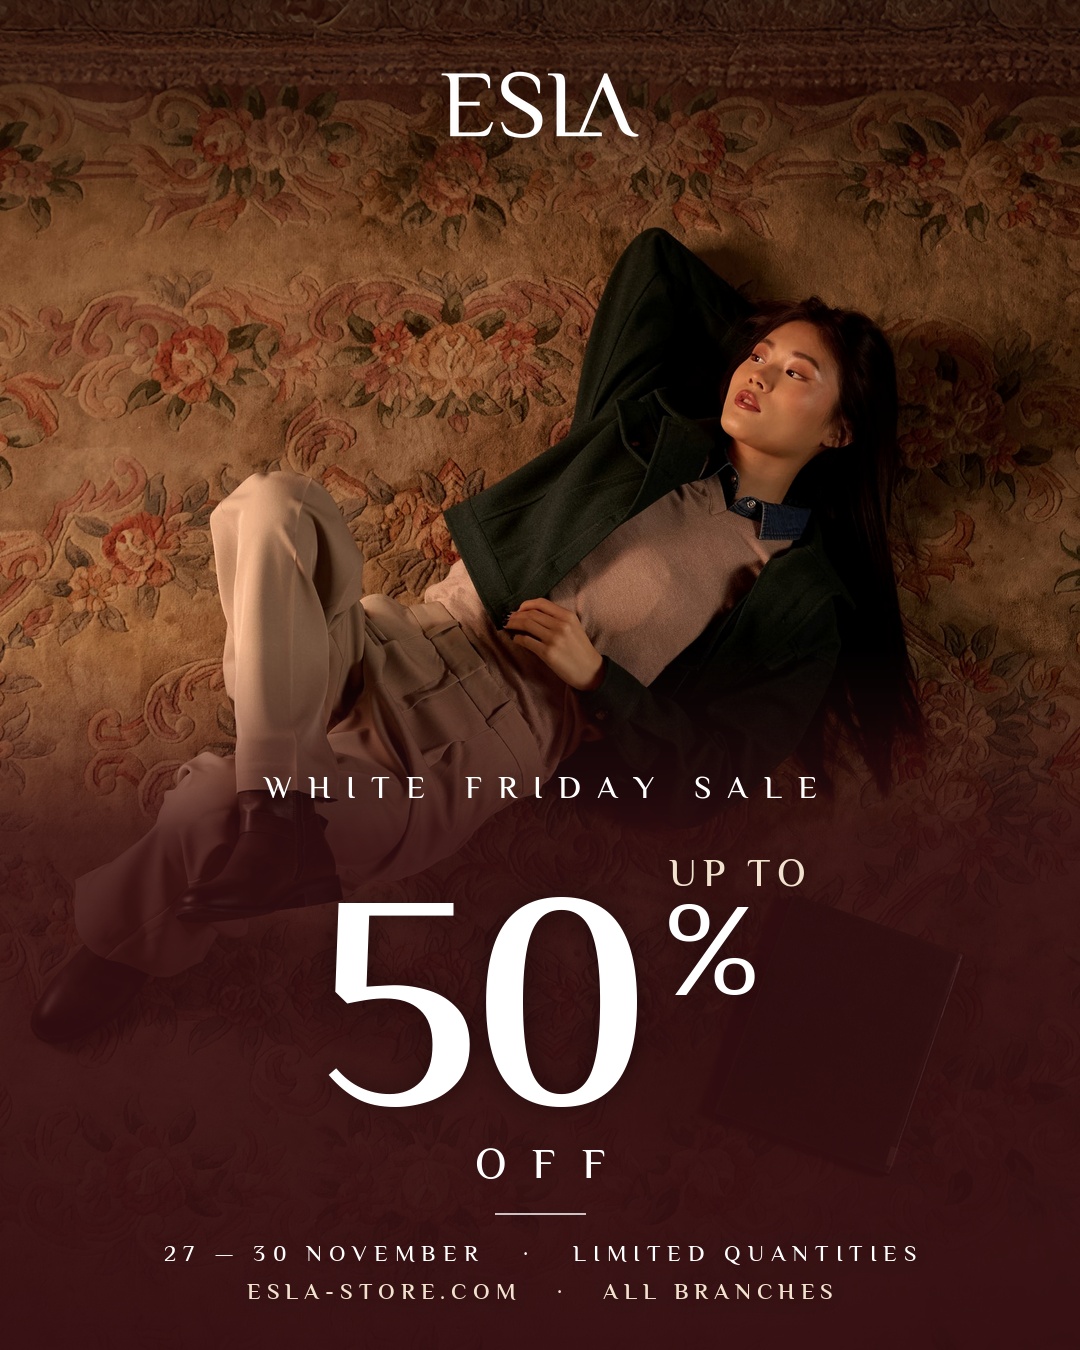 ESLA
WHITE FRIDAY SALE
UP TO
50%
OFF
27 — 30 NOVEMBER · LIMITED QUANTITIES
ESLA-STORE.COM · ALL BRANCHES